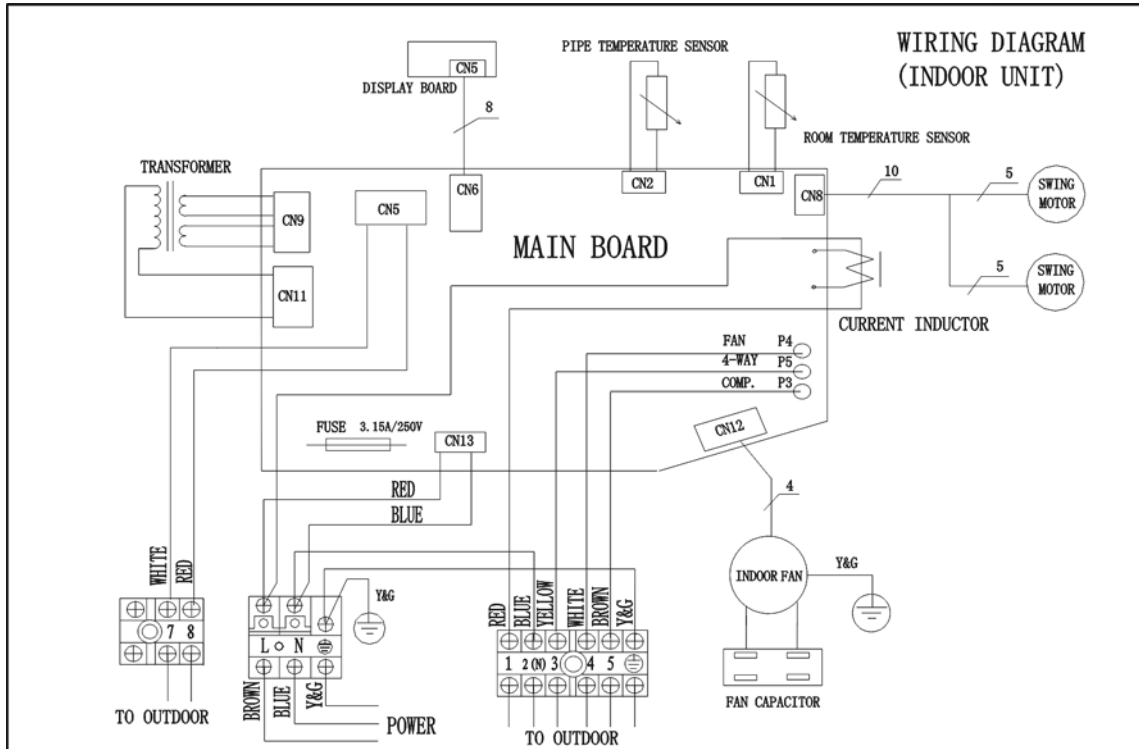 WIRING DIAGRAM
(INDOOR UNIT)
PIPE TEMPERATURE SENSOR
CN5
DISPLAY BOARD
8
ROOM TEMPERATURE SENSOR
TRANSFORMER
CN6
CN2
CN1
CN8
10
5
SWING
MOTOR
CN9
CN5
MAIN BOARD
5
SWING
MOTOR
CN11
CURRENT INDUCTOR
FAN P4
4-WAY P5
COMP. P3
FUSE 3.15A/250V
CN13
CN12
RED
BLUE
4
WHITE
RED
Y&G
RED
BLUE
YELLOW
WHITE
BROWN
Y&G
INDOOR FAN
Y&G
7 8
L N
1 2(N) 3 4 5
BROWN
BLUE
Y&G
FAN CAPACITOR
TO OUTDOOR
POWER
TO OUTDOOR